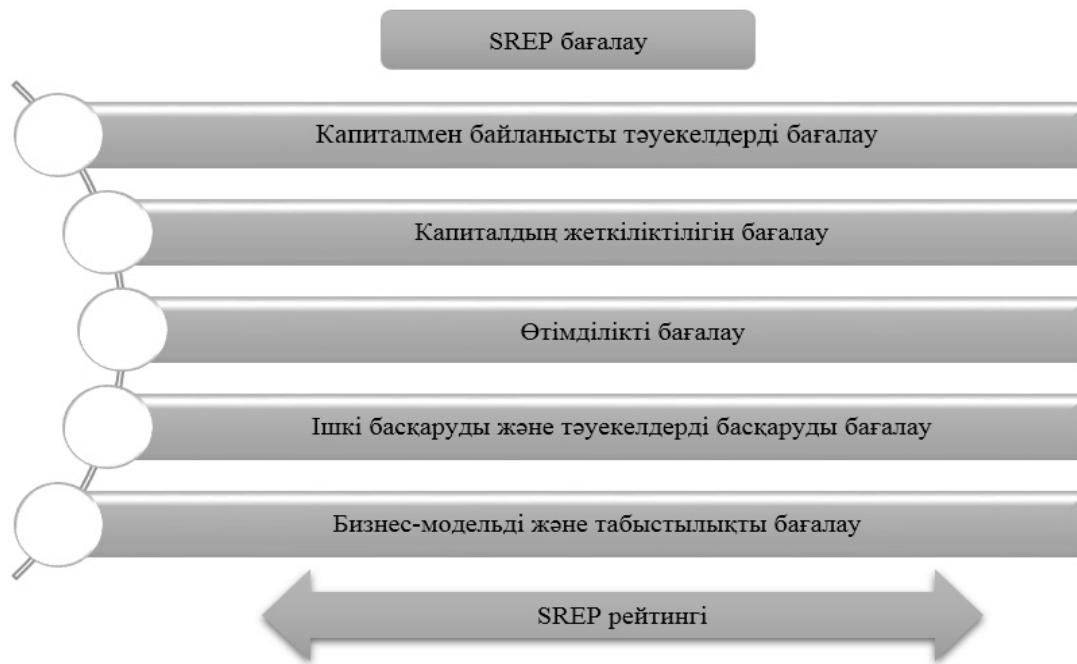 SREP бағалау
Капиталмен байланысты тәуекелдерді бағалау
Капиталдың жеткіліктілігін бағалау
Өтімділікті бағалау
Ішкі басқаруды және тәуекелдерді басқаруды бағалау
Бизнес-модельді және табыстылықты бағалау
SREP рейтингі